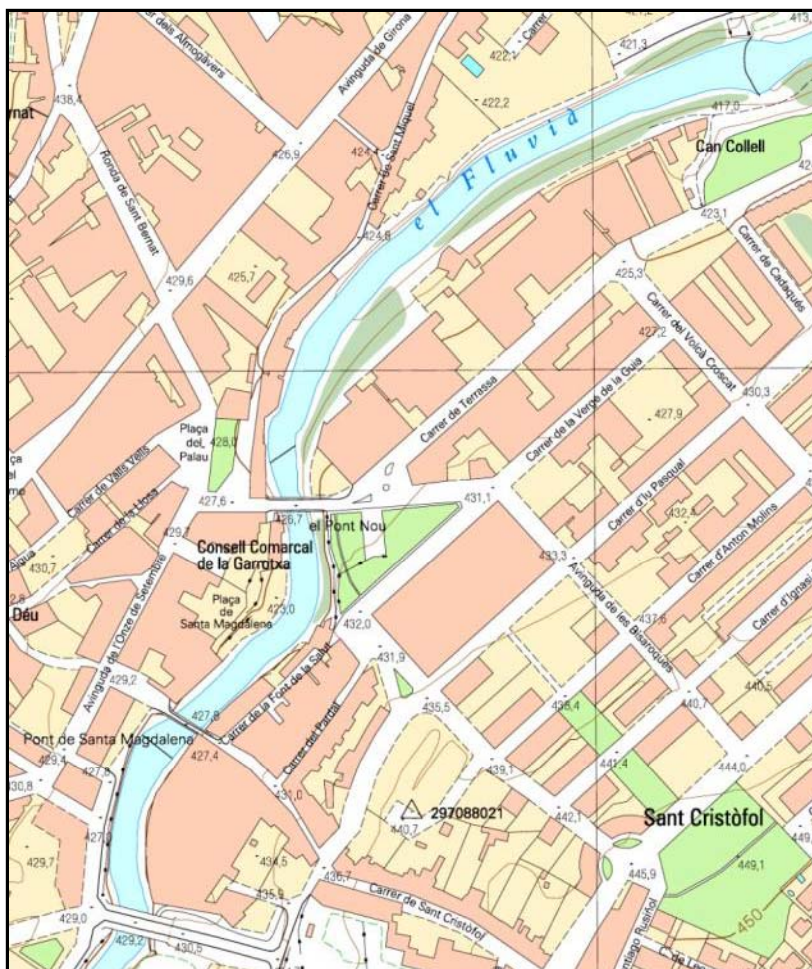 Carrer dels Almogàvers
Avinguda de Girona
Carrer
422,1
421,3
413,
438,4
422,2
417,0
Can Collell
426,9
424,4
Carrer De Sant Miquel
el Fluvià
Ronda de Sant Bernat
424,8
423,1
Carrer de Cadaqués
429,6
425,7
425,3
Carrer del Volcà Croscat
427,2
430,3
Carrer de Terrassa
Carrer de la Verge de la Guia
427,9
Plaça
del
Palau
428,0
Carrer de Valls Vells
Carrer de la Llosa
427,6
426,7
431,1
Carrer d'Iu Pasqual
432,4
Carrer d'Anton Molins
el Pont Nou
429,7
Consell Comarcal
de la Garrotxa
430,7
433,3
Avinguda de les Bisaroques
Carrer d'Ignasi
Plaça
de
Santa Magdalena
423,0
432,0
437,6
Déu
Avinguda de l'Onze de Setembre
431,9
Carrer de la Font de la Salut
429,2
427,8
Carrer del Pardal
435,5
440,5
440,7
Pont de Santa Magdalena
427,4
429,4
427,8
439,1
441,4
444,0
430,8
431,0
297088021
440,7
Sant Cristòfol
442,1
429,7
434,5
436,7
449,1
445,9
435,9
Carrer de Sant Cristòfol
429,0
429,2
430,5
450